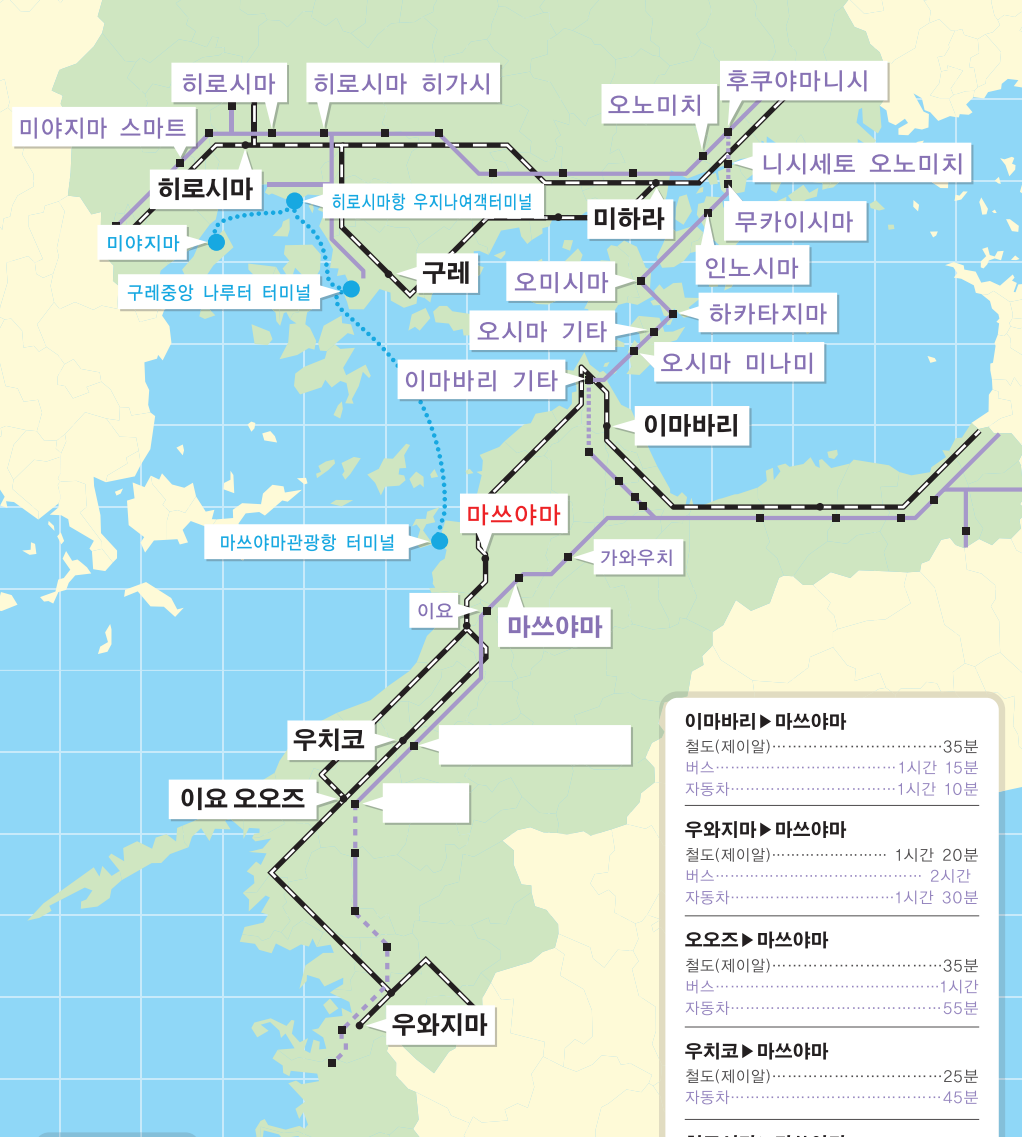 히로시마
히로시마 히가시
후쿠야마니시
오노미치
미야지마 스마트
니시세토 오노미치
히로시마
히로시마항 우지나여객터미널
미하라
무카이시마
미야지마
구레
인노시마
오미시마
구레중앙 나루터 터미널
하카타지마
오시마 기타
오시마 미나미
이마바리 기타
이마바리
마쓰야마
마쓰야마관광항 터미널
가와우치
이요
마쓰야마
우치코
이요 오오즈
우와지마
이마바리▶마쓰야마
철도(제이알)································35분
버스································1시간 15분
자동차································1시간 10분
우와지마▶마쓰야마
철도(제이알)······················· 1시간 20분
버스································ 2시간
자동차································1시간 30분
오오즈▶마쓰야마
철도(제이알)································35분
버스································1시간
자동차································55분
우치코▶마쓰야마
철도(제이알)································25분
자동차································45분